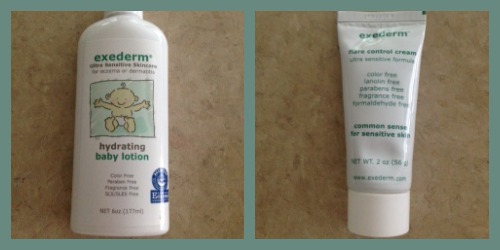 exederm®
Ultra Sensitive Skincare
for eczema or dermatitis
hydrating
baby lotion
Color Free
Paraben Free
Fragrance Free
SLS/SLES Free
NET 6oz (177ml)
exederm®
flare control cream
ultra sensitive formula
color free
lanolin free
parabens free
fragrance free
formaldehyde free
common sense
for sensitive skin
NET WT. 2 oz (56 g)
www.exederm.com